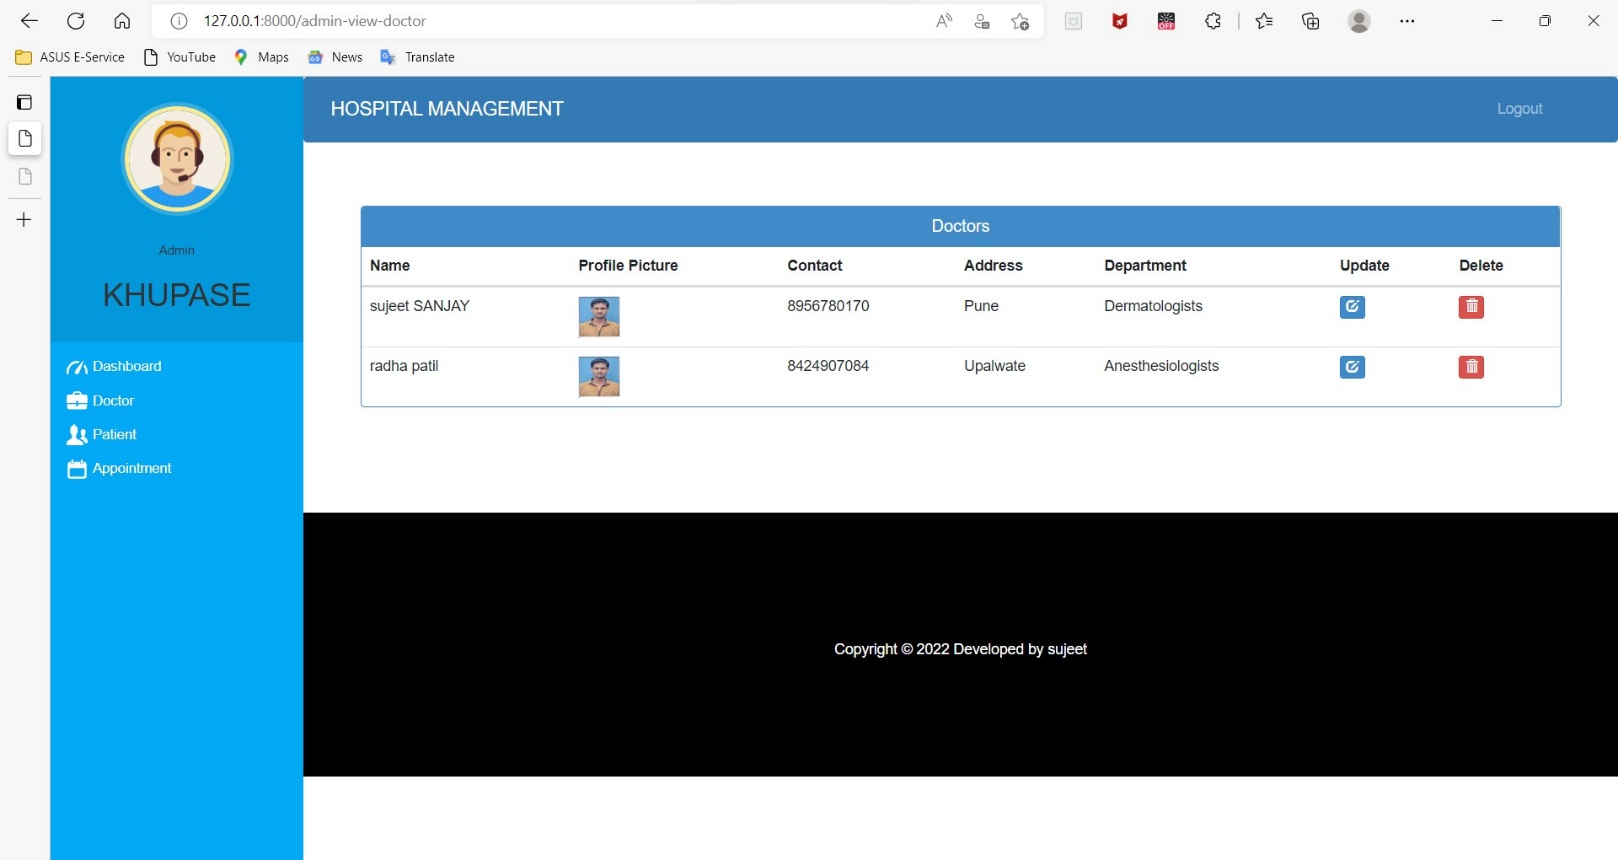 127.0.0.1:8000/admin-view-doctor
OFF
ASUS E-Service YouTube Maps News Translate
HOSPITAL MANAGEMENT Logout
Admin
KHUPASE
Dashboard
Doctor
Patient
Appointment
Doctors
Name Profile Picture Contact Address Department Update Delete
sujeet SANJAY 8956780170 Pune Dermatologists
radha patil 8424907084 Upalwate Anesthesiologists
Copyright © 2022 Developed by sujeet